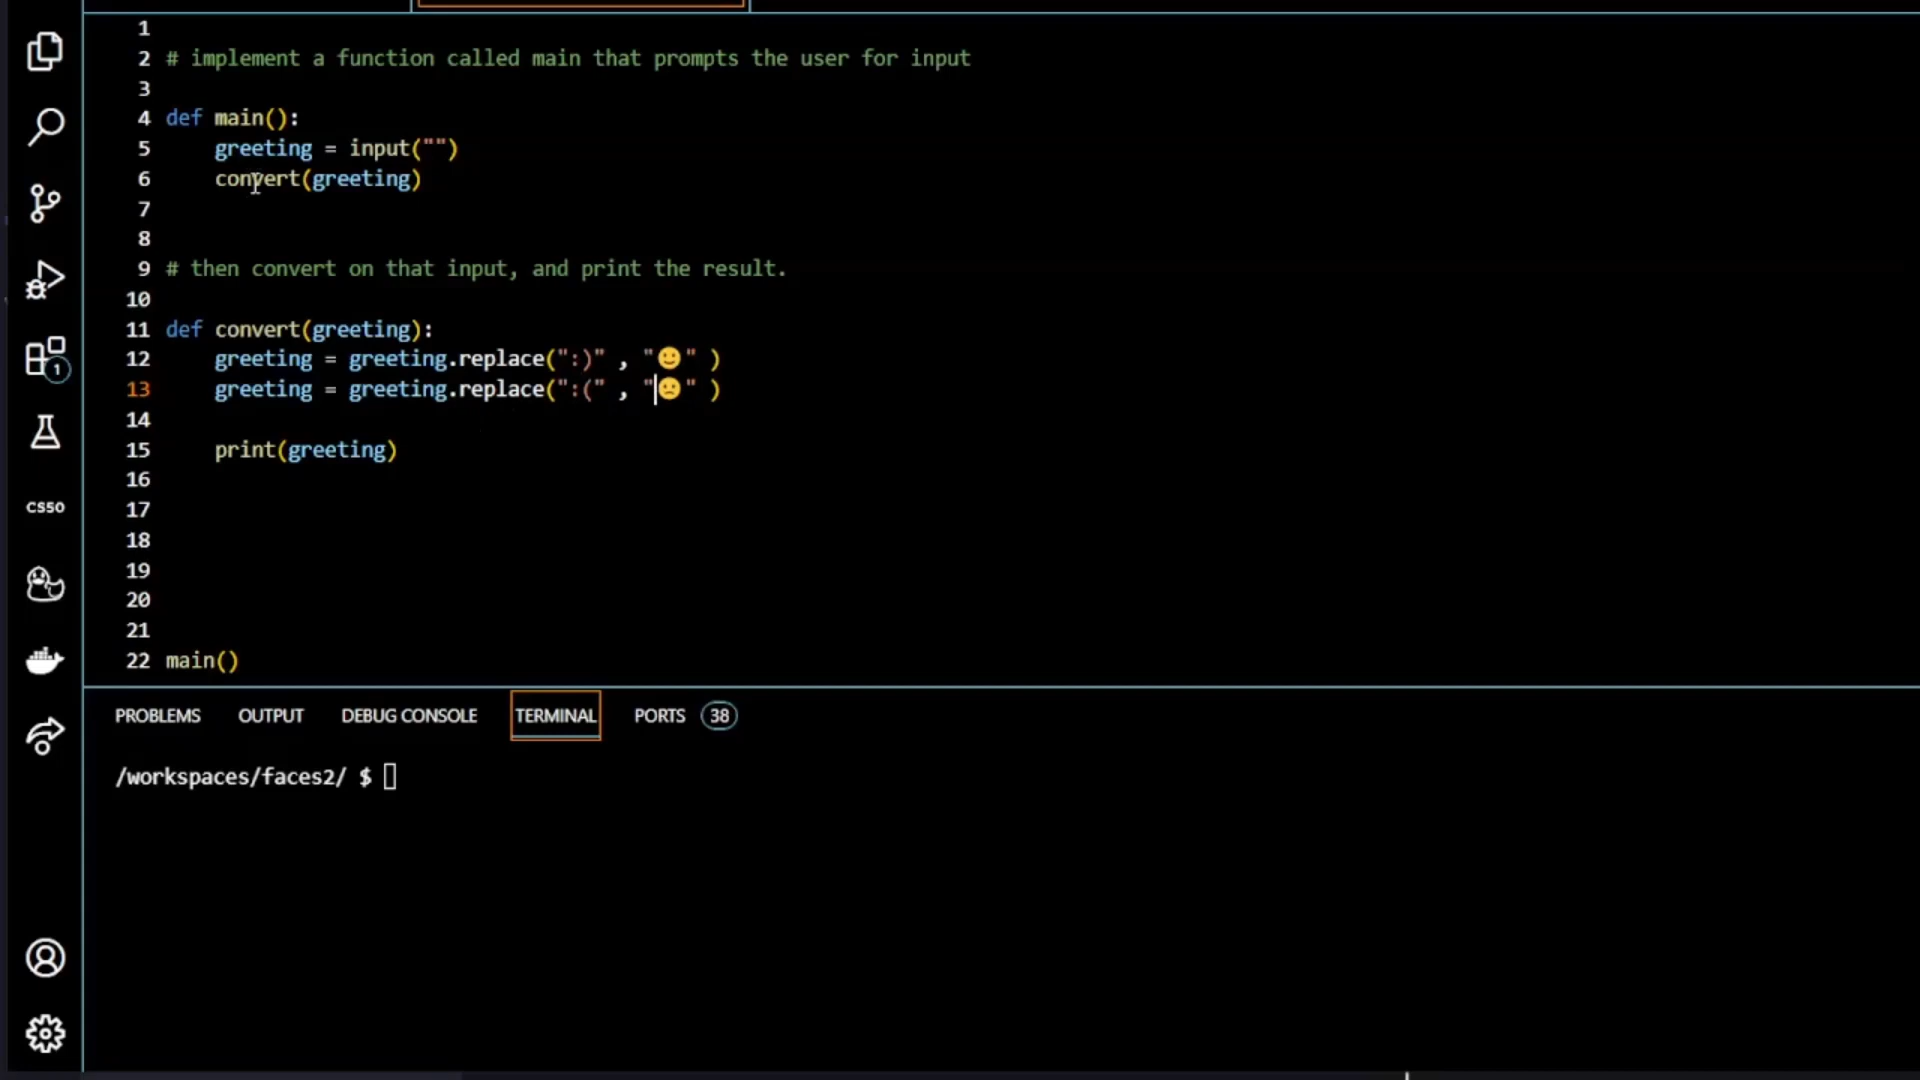 1
2 # implement a function called main that prompts the user for input
3
4 def main():
5     greeting = input("")
6     convert(greeting)
7
8
9 # then convert on that input, and print the result.
10
11 def convert(greeting):
12     greeting = greeting.replace(":)" , "🙂" )
13     greeting = greeting.replace(":(" , "🙁" )
14
15     print(greeting)
16
17
18
19
20
21
22 main()
1
CS50
PROBLEMS OUTPUT DEBUG CONSOLE TERMINAL PORTS 38
/workspaces/faces2/ $